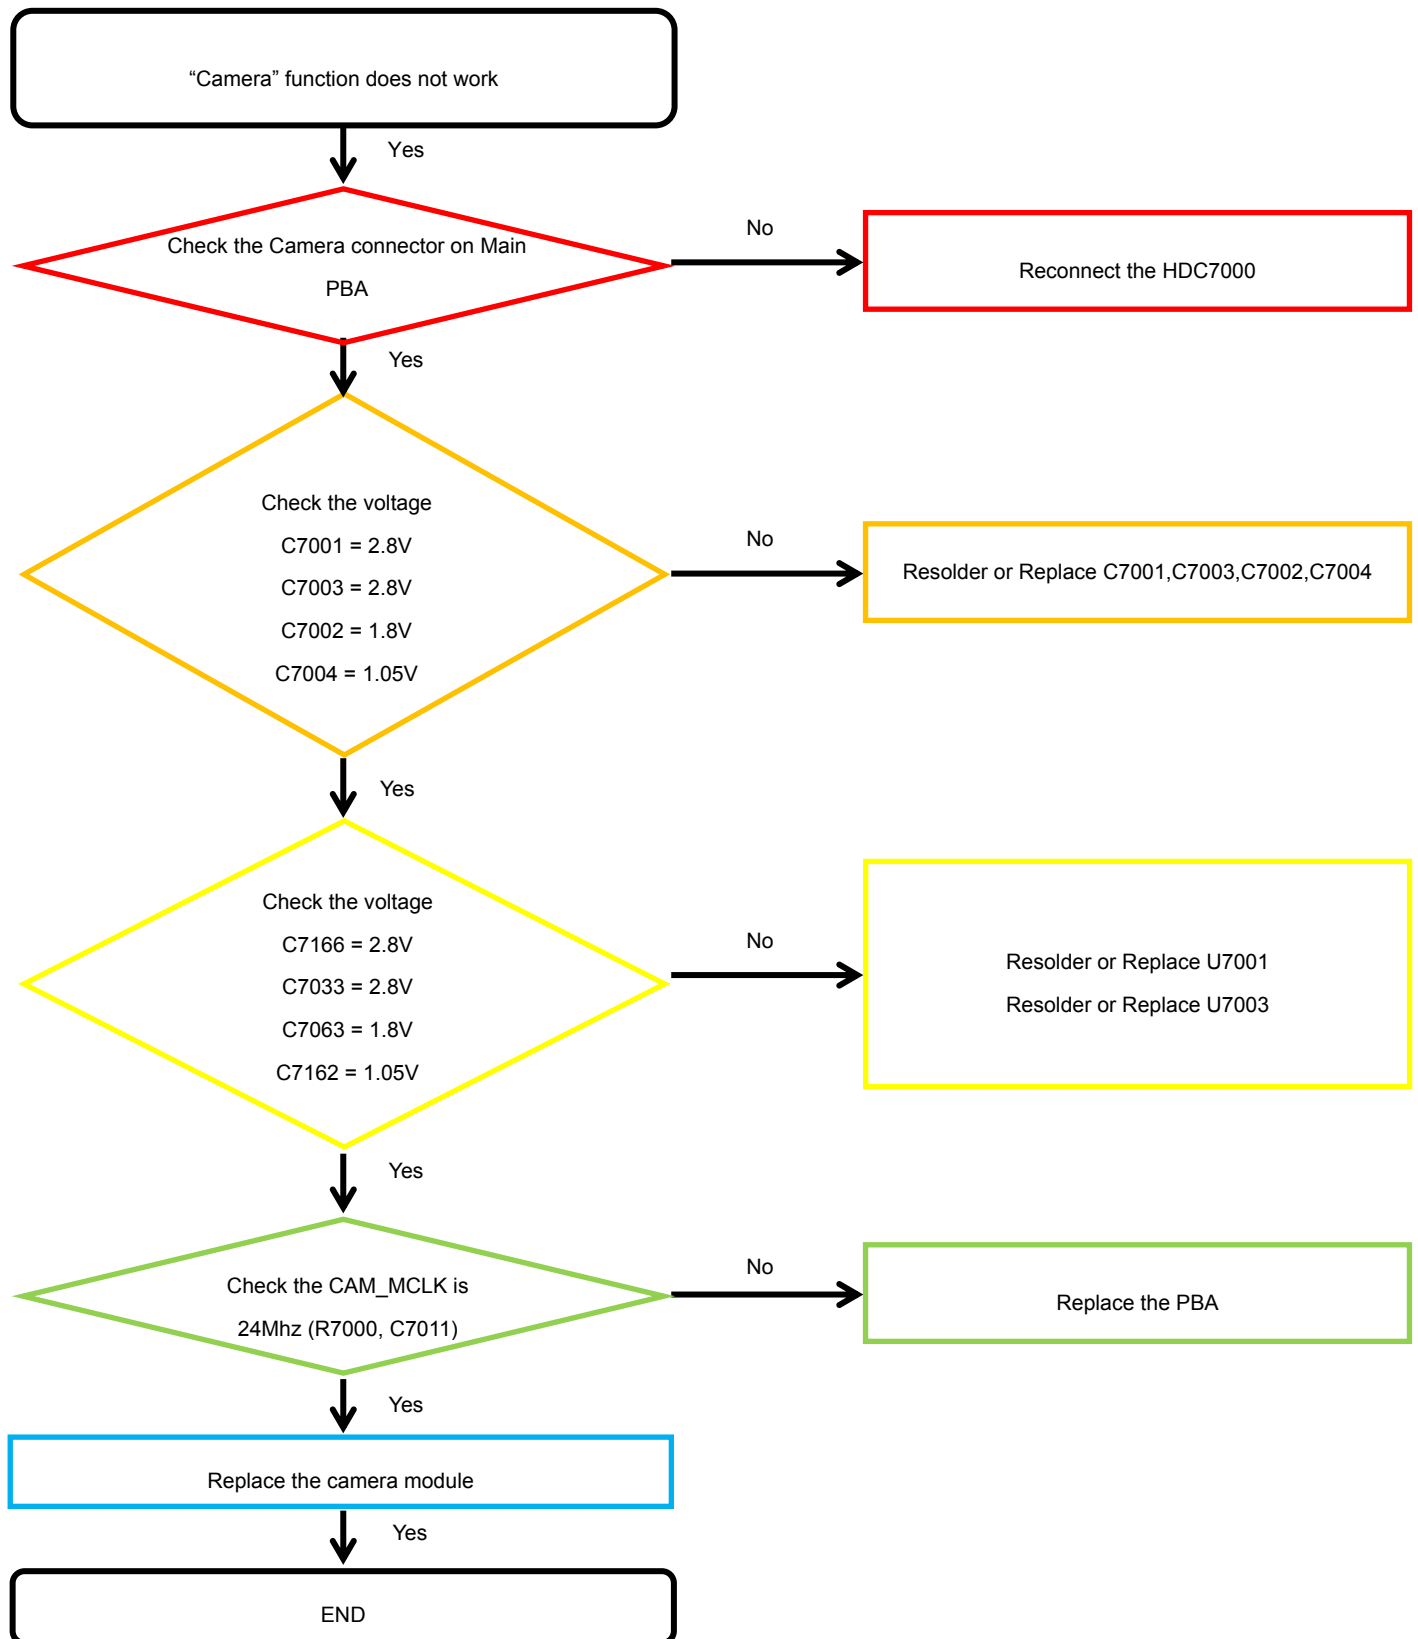 “Camera” function does not work
Yes
Check the Camera connector on Main
PBA
No
Reconnect the HDC7000
Yes
Check the voltage
C7001 = 2.8V
C7003 = 2.8V
C7002 = 1.8V
C7004 = 1.05V
No
Resolder or Replace C7001,C7003,C7002,C7004
Yes
Check the voltage
C7166 = 2.8V
C7033 = 2.8V
C7063 = 1.8V
C7162 = 1.05V
No
Resolder or Replace U7001
Resolder or Replace U7003
Yes
Check the CAM_MCLK is
24Mhz (R7000, C7011)
No
Replace the PBA
Yes
Replace the camera module
Yes
END